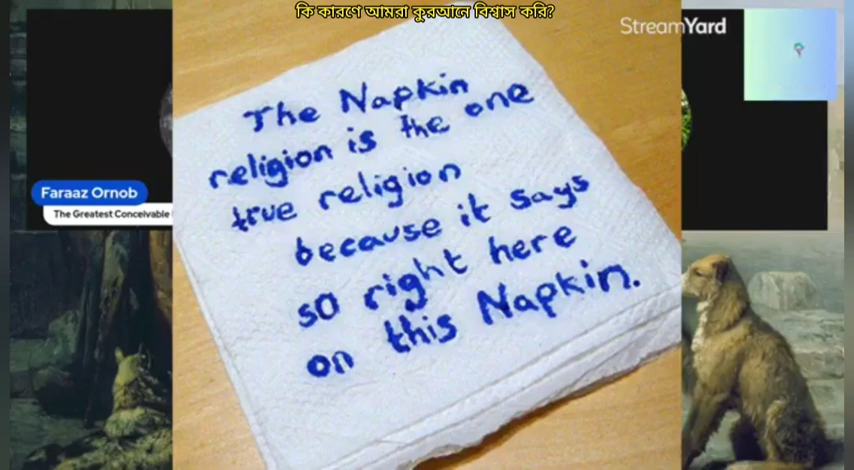 কি কারণে আমরা কুরআনে বিশ্বাস করি?
StreamYard
The Napkin
religion is the one
true religion
because it says
so right here
on this Napkin.
Faraaz Ornob
The Greatest Conceivable